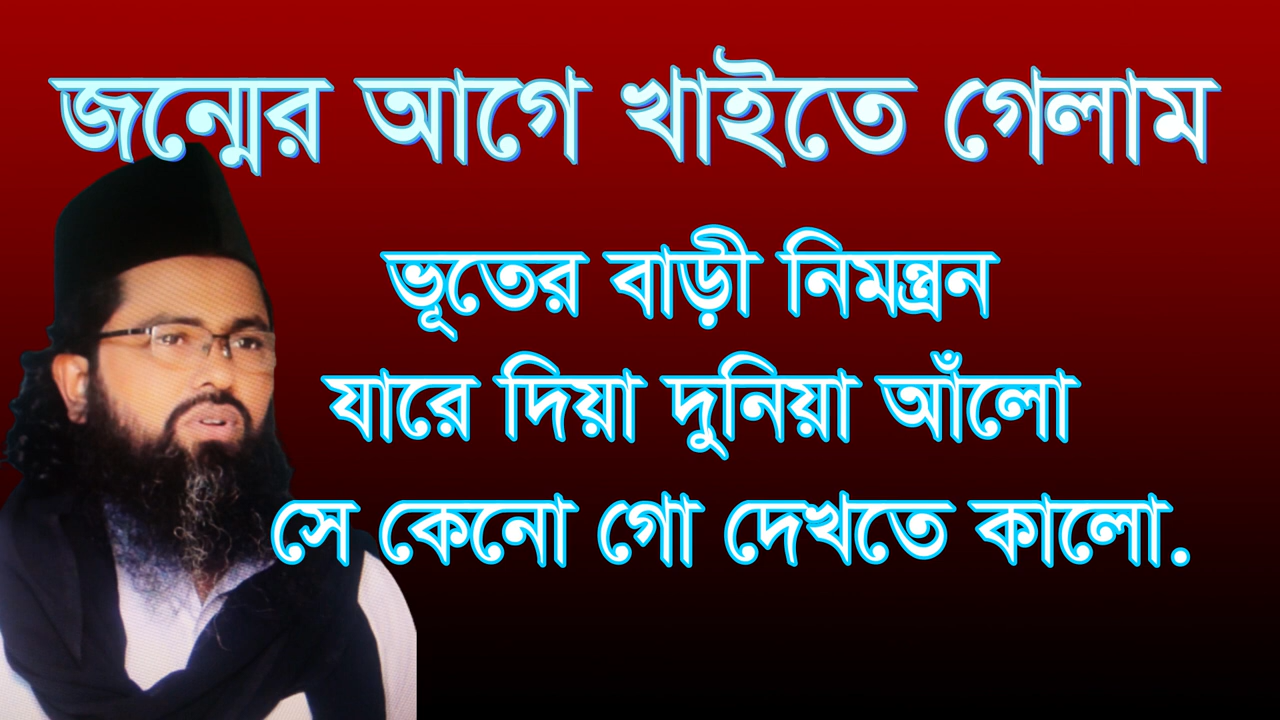 জন্মের আগে খাইতে গেলাম
ভূতের বাড়ী নিমন্ত্রন
যারে দিয়া দুনিয়া আঁলো
সে কেনো গো দেখতে কালো.